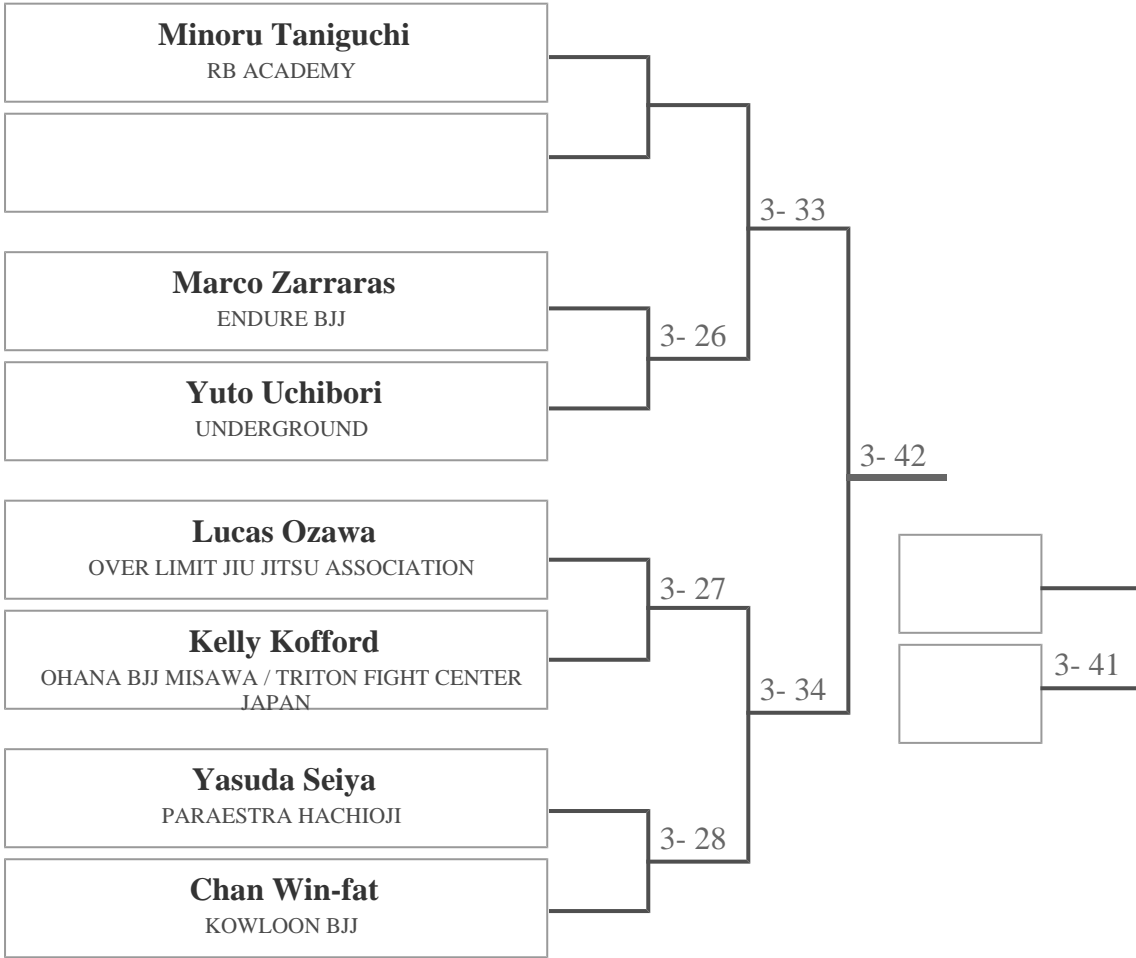 Minoru Taniguchi
RB ACADEMY
3- 33
Marco Zarraras
ENDURE BJJ
3- 26
Yuto Uchibori
UNDERGROUND
3- 42
Lucas Ozawa
OVER LIMIT JIU JITSU ASSOCIATION
3- 27
Kelly Kofford
OHANA BJJ MISAWA / TRITON FIGHT CENTER
JAPAN
3- 34
3- 41
Yasuda Seiya
PARAESTRA HACHIOJI
3- 28
Chan Win-fat
KOWLOON BJJ